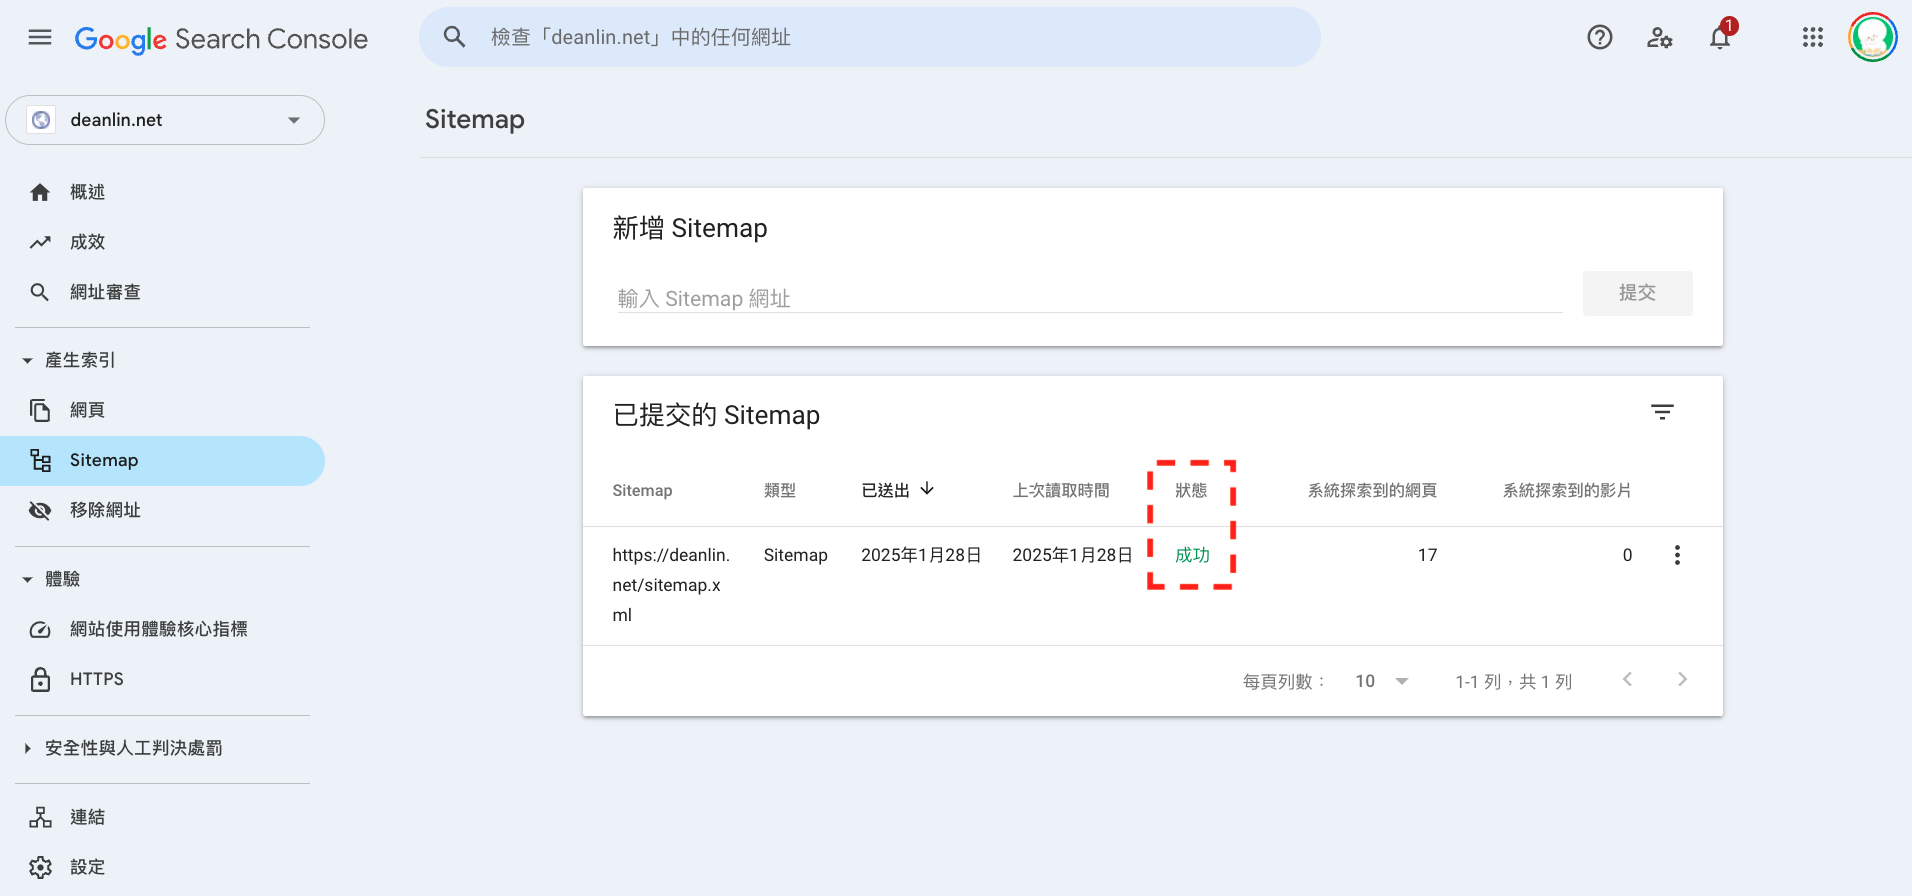 Google Search Console
檢查「deanlin.net」中的任何網址
1
deanlin.net
概述
成效
網址審查
產生索引
網頁
Sitemap
移除網址
體驗
網站使用體驗核心指標
HTTPS
安全性與人工判決處罰
連結
設定
Sitemap
新增 Sitemap
輸入 Sitemap 網址
提交
已提交的 Sitemap
Sitemap 類型 已送出 上次讀取時間 狀態 系統探索到的網頁 系統探索到的影片
https://deanlin. Sitemap 2025年1月28日 2025年1月28日 成功 17 0
net/sitemap.x
ml
每頁列數： 10 1-1 列，共 1 列